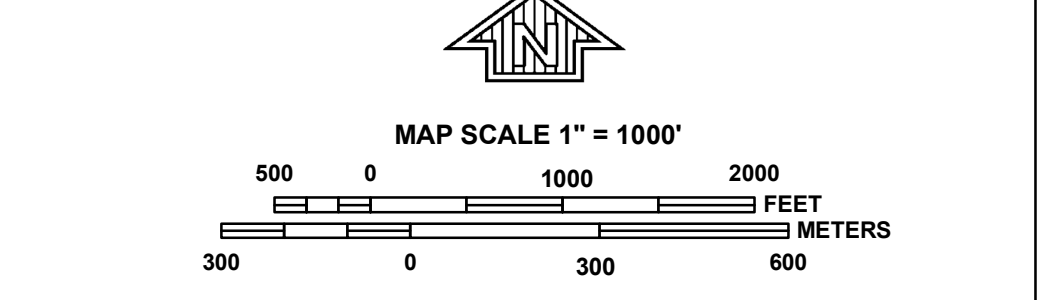 N
MAP SCALE 1" = 1000'
500 0 1000 2000
FEET
METERS
300 0 300 600